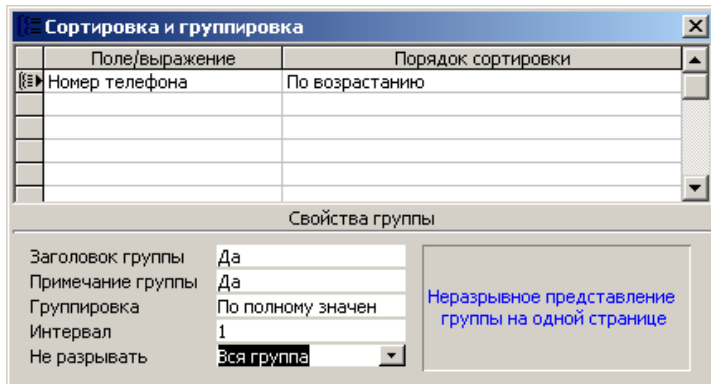 Сортировка и группировка
Поле/выражение Порядок сортировки
Номер телефона По возрастанию
Свойства группы
Заголовок группы Да
Примечание группы Да
Группировка По полному значен
Интервал 1
Не разрывать Вся группа
Неразрывное представление
группы на одной странице